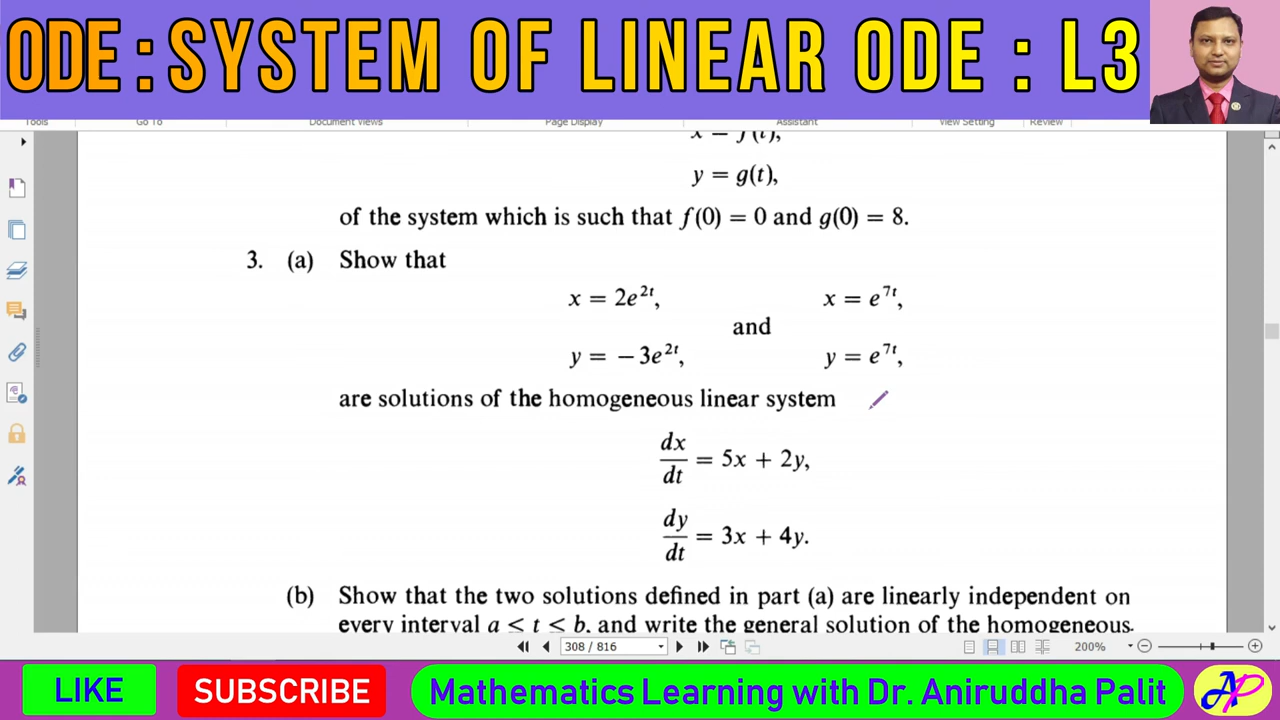 ODE : SYSTEM OF LINEAR ODE : L3
Tools Go To Document Views Page Display Assistant View Setting Review
x = f(t),
y = g(t),
of the system which is such that f(0) = 0 and g(0) = 8.
3. (a) Show that
x = 2e^{2t}, x = e^{7t},
and
y = −3e^{2t}, y = e^{7t},
are solutions of the homogeneous linear system
dx/dt = 5x + 2y,
dy/dt = 3x + 4y.
(b) Show that the two solutions defined in part (a) are linearly independent on
every interval a ≤ t ≤ b, and write the general solution of the homogeneous
308 / 816 200%
LIKE SUBSCRIBE Mathematics Learning with Dr. Aniruddha Palit AP